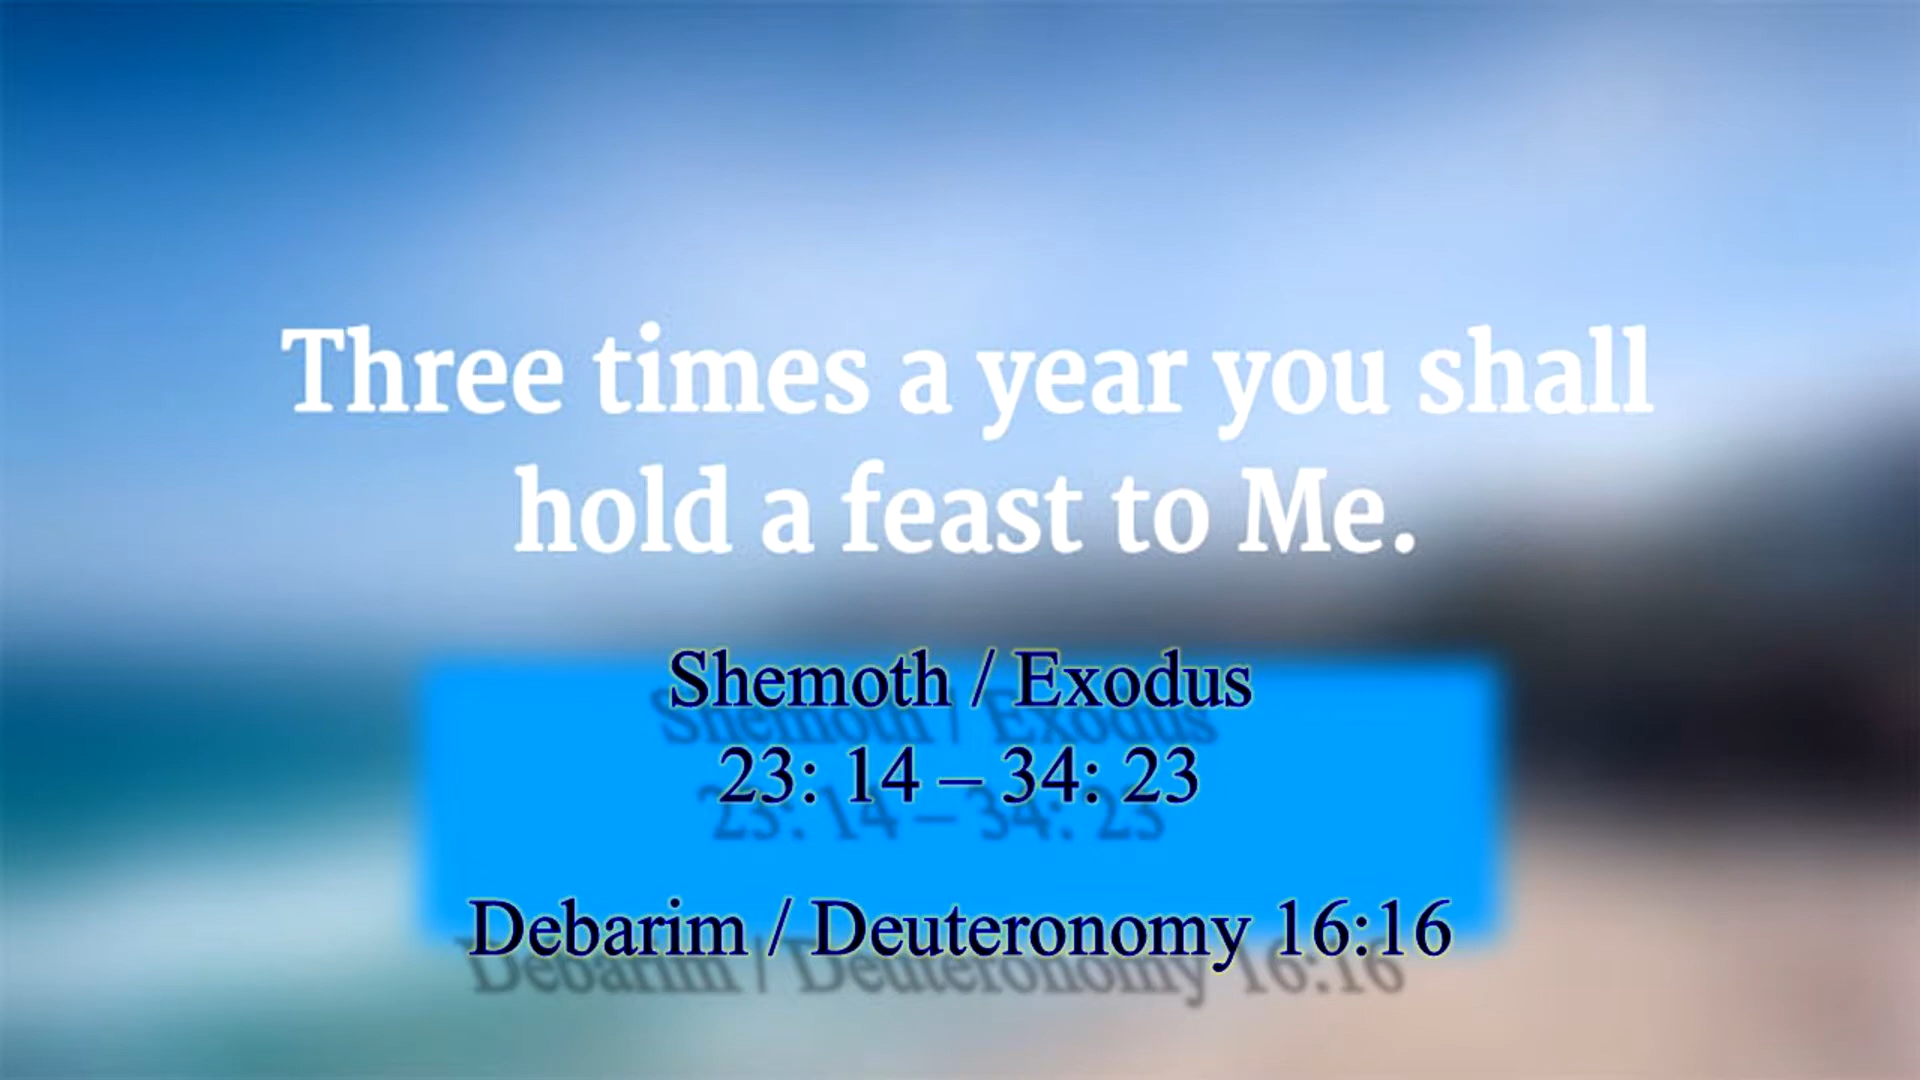 Three times a year you shall
hold a feast to Me.
Shemoth / Exodus
23: 14 – 34: 23
Debarim / Deuteronomy 16:16